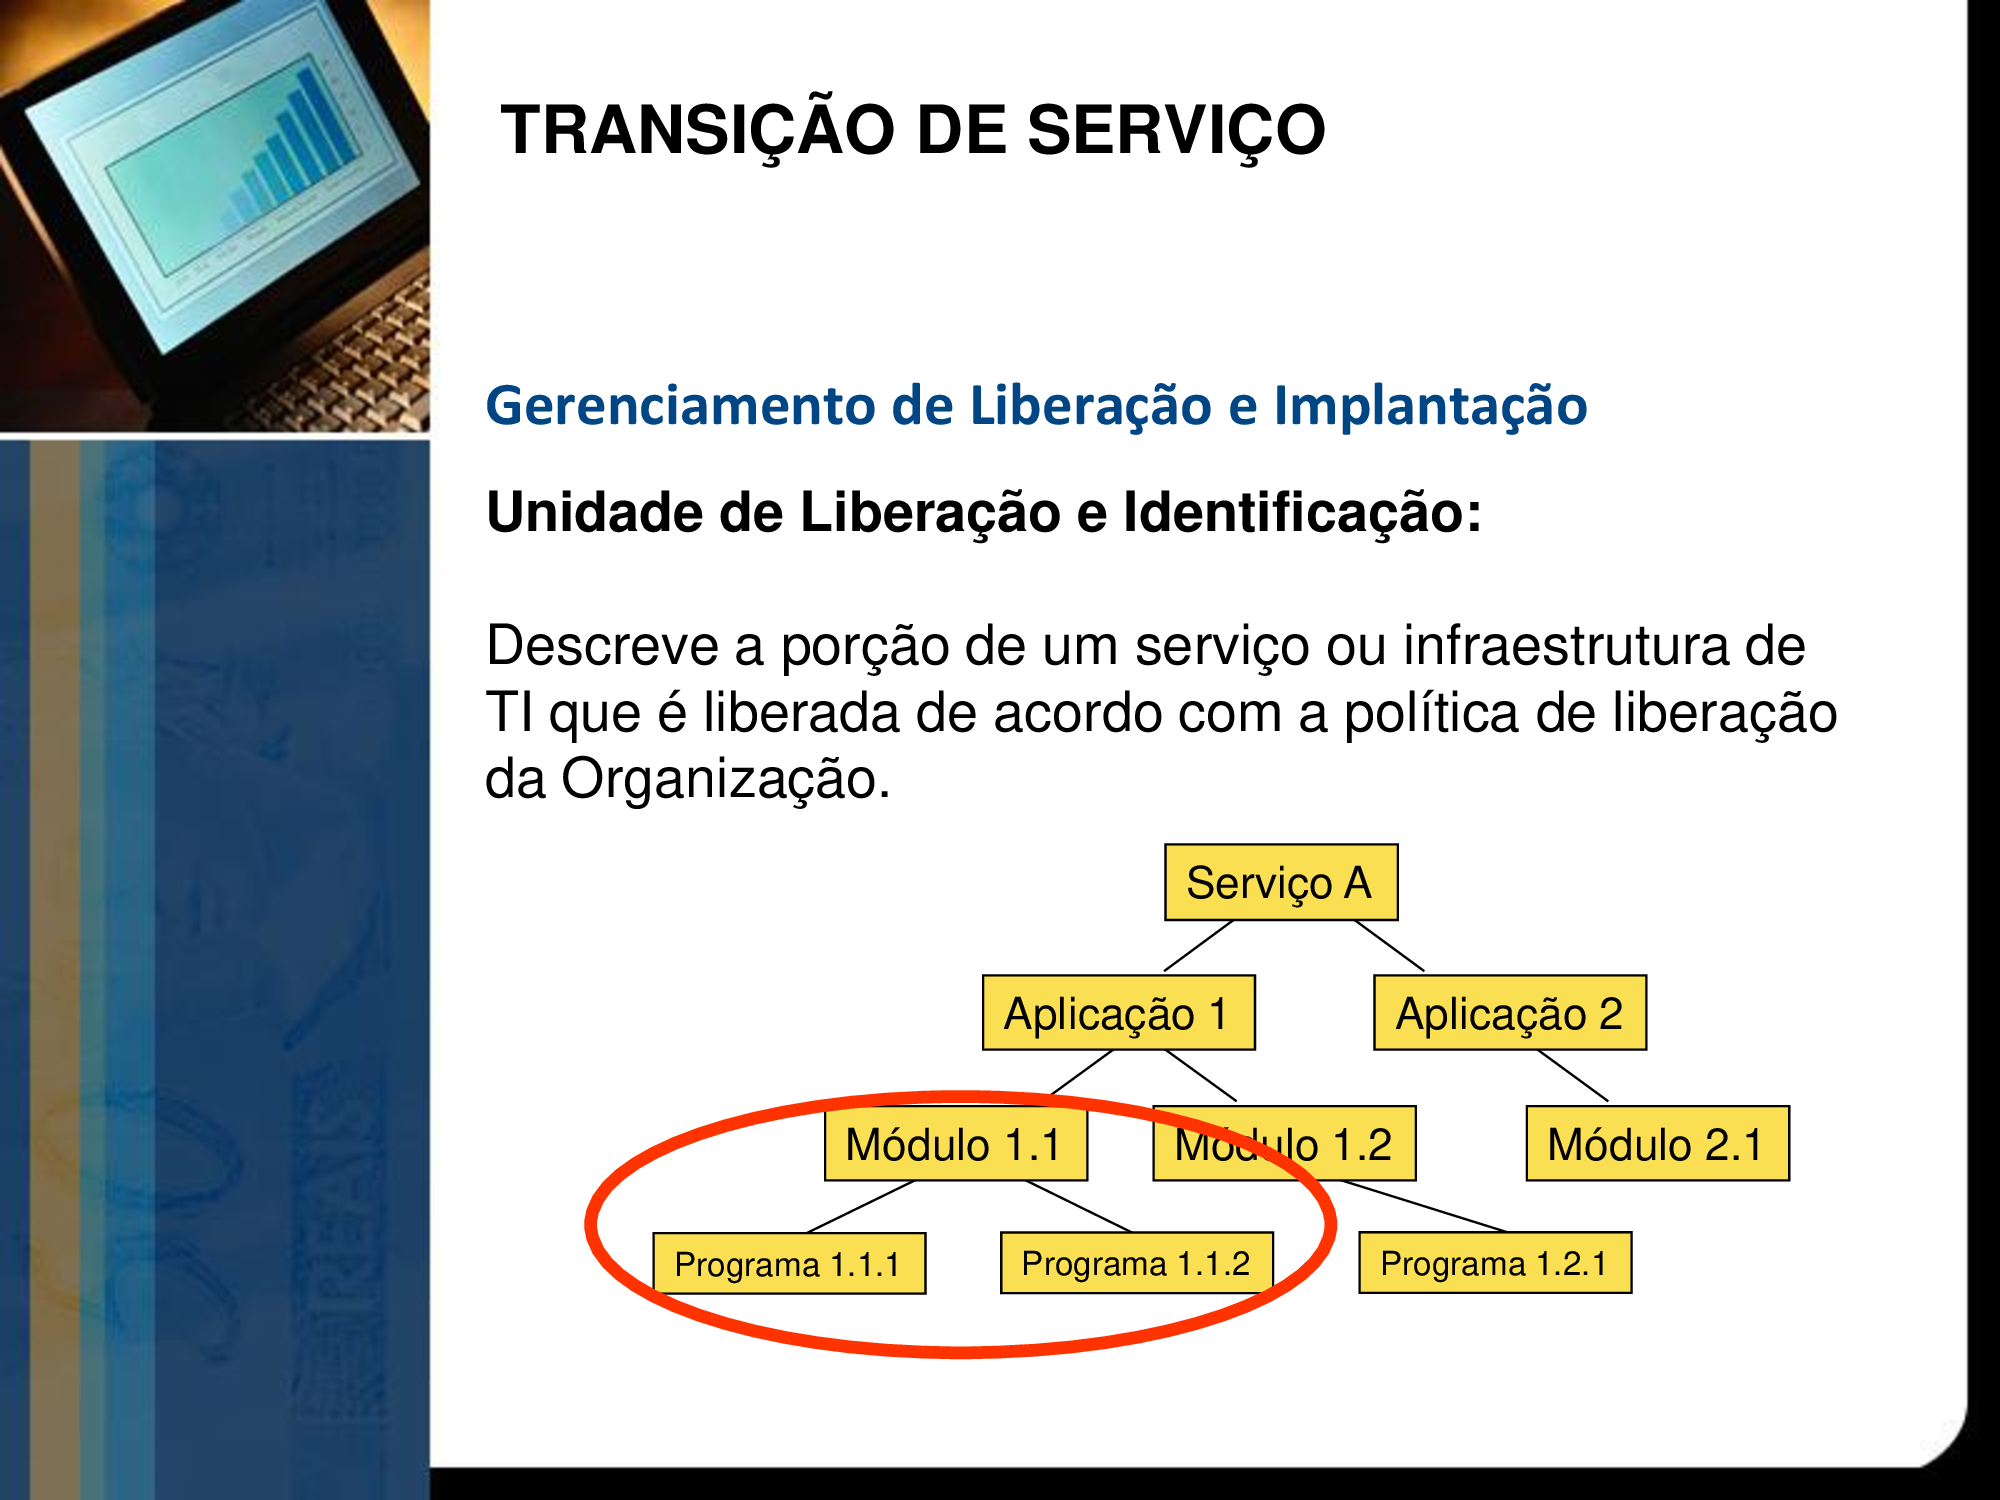 TRANSIÇÃO DE SERVIÇO
Gerenciamento de Liberação e Implantação
Unidade de Liberação e Identificação:
Descreve a porção de um serviço ou infraestrutura de
TI que é liberada de acordo com a política de liberação
da Organização.
Serviço A
Aplicação 1
Aplicação 2
Módulo 1.1
Módulo 1.2
Módulo 2.1
Programa 1.1.1
Programa 1.1.2
Programa 1.2.1
REAIS